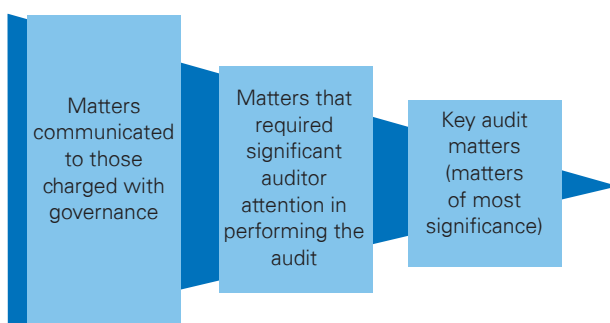 Matters
communicated
to those
charged with
governance
Matters that
required
significant
auditor
attention in
performing the
audit
Key audit
matters
(matters
of most
significance)